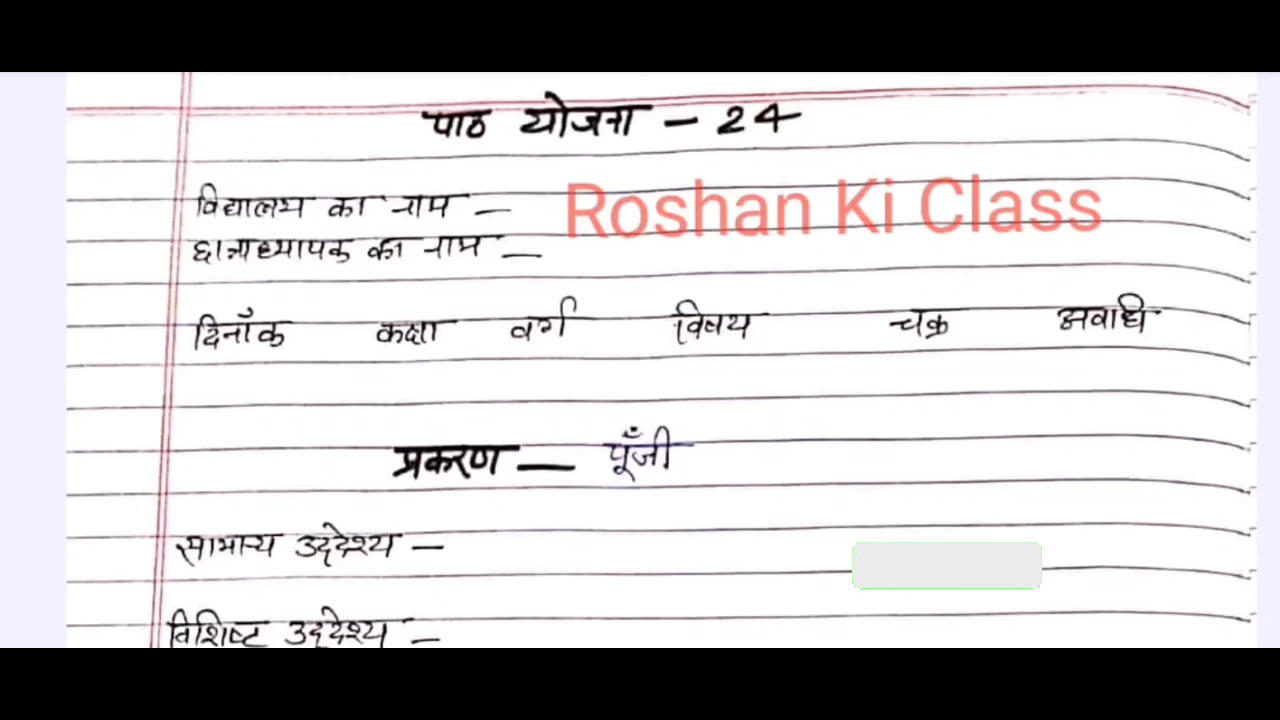 पाठ योजना – 24
विद्यालय का नाम –
Roshan Ki Class
छात्राध्यापक का नाम –
दिनाँक कक्षा वर्ग विषय चक्र अवधि
प्रकरण — पूँजी
सामान्य उद्देश्य –
विशिष्ट उद्देश्य –